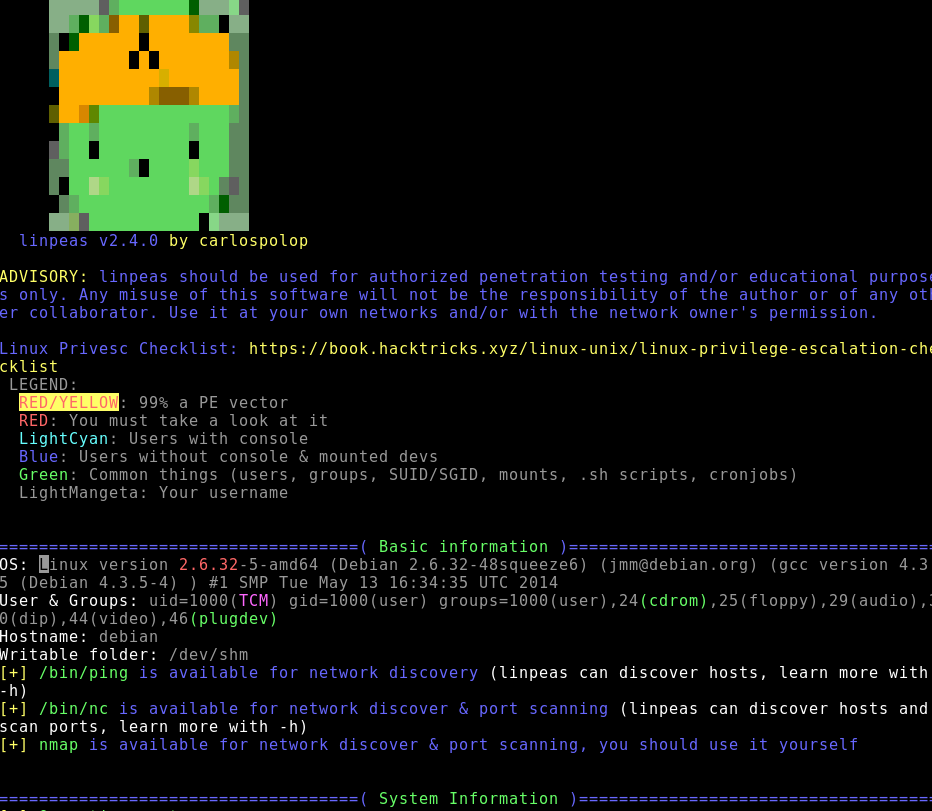 linpeas v2.4.0 by carlospolop
ADVISORY: linpeas should be used for authorized penetration testing and/or educational purpose
s only. Any misuse of this software will not be the responsibility of the author or of any oth
er collaborator. Use it at your own networks and/or with the network owner's permission.
Linux Privesc Checklist: https://book.hacktricks.xyz/linux-unix/linux-privilege-escalation-che
cklist
LEGEND:
RED/YELLOW: 99% a PE vector
RED: You must take a look at it
LightCyan: Users with console
Blue: Users without console & mounted devs
Green: Common things (users, groups, SUID/SGID, mounts, .sh scripts, cronjobs)
LightMangeta: Your username
====================================( Basic information )=====================================
OS: Linux version 2.6.32-5-amd64 (Debian 2.6.32-48squeeze6) (jmm@debian.org) (gcc version 4.3.
5 (Debian 4.3.5-4) ) #1 SMP Tue May 13 16:34:35 UTC 2014
User & Groups: uid=1000(TCM) gid=1000(user) groups=1000(user),24(cdrom),25(floppy),29(audio),3
0(dip),44(video),46(plugdev)
Hostname: debian
Writable folder: /dev/shm
[+] /bin/ping is available for network discovery (linpeas can discover hosts, learn more with
-h)
[+] /bin/nc is available for network discover & port scanning (linpeas can discover hosts and
scan ports, learn more with -h)
[+] nmap is available for network discover & port scanning, you should use it yourself
====================================( System Information )====================================